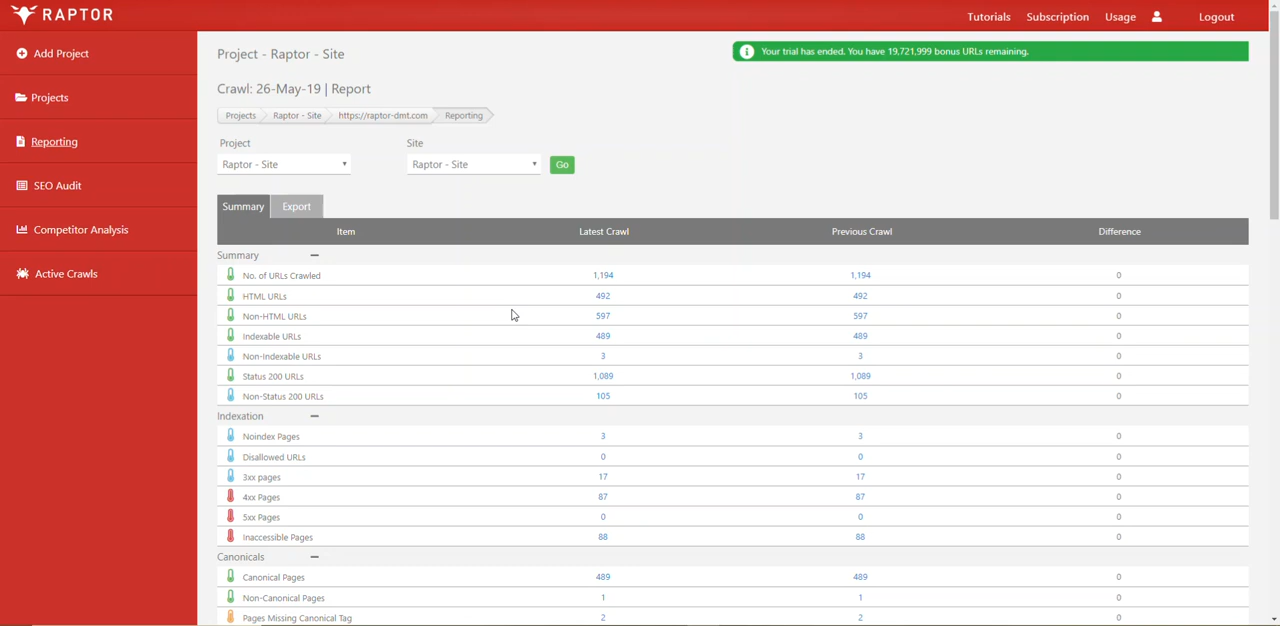 RAPTOR
Tutorials Subscription Usage Logout
Add Project
Projects
Reporting
SEO Audit
Competitor Analysis
Active Crawls
Project - Raptor - Site
Your trial has ended. You have 19,721,999 bonus URLs remaining.
Crawl: 26-May-19 | Report
Projects Raptor - Site https://raptor-dmt.com Reporting
Project Site
Raptor - Site Raptor - Site Go
Summary Export
Item Latest Crawl Previous Crawl Difference
Summary
No. of URLs Crawled 1,194 1,194 0
HTML URLs 492 492 0
Non-HTML URLs 597 597 0
Indexable URLs 489 489 0
Non-Indexable URLs 3 3 0
Status 200 URLs 1,089 1,089 0
Non-Status 200 URLs 105 105 0
Indexation
Noindex Pages 3 3 0
Disallowed URLs 0 0 0
3xx pages 17 17 0
4xx Pages 87 87 0
5xx Pages 0 0 0
Inaccessible Pages 88 88 0
Canonicals
Canonical Pages 489 489 0
Non-Canonical Pages 1 1 0
Pages Missing Canonical Tag 2 2 0